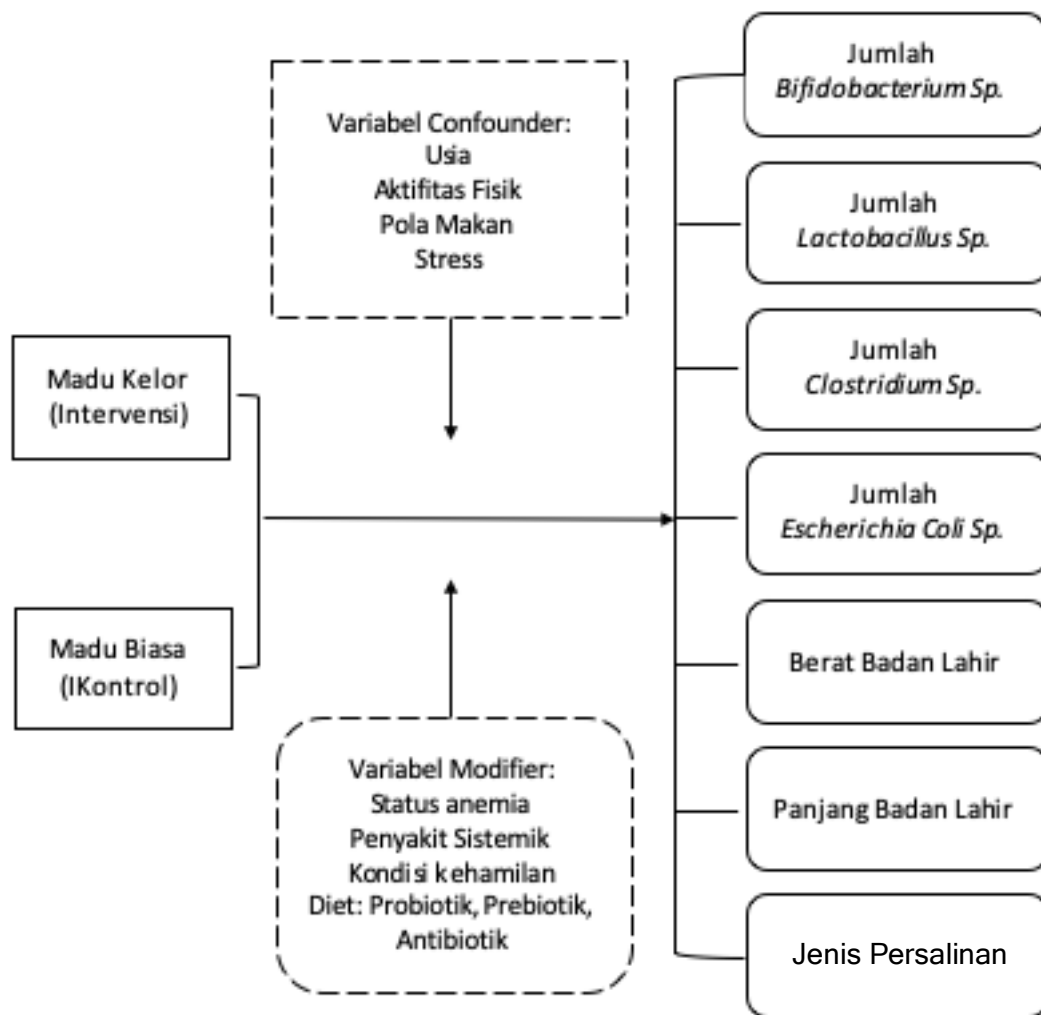 Madu Kelor
(Intervensi)
Madu Biasa
(IKontrol)
Variabel Confounder:
Usia
Aktifitas Fisik
Pola Makan
Stress
Variabel Modifier:
Status anemia
Penyakit Sistemik
Kondisi kehamilan
Diet: Probiotik, Prebiotik,
Antibiotik
Jumlah
Bifidobacterium Sp.
Jumlah
Lactobacillus Sp.
Jumlah
Clostridium Sp.
Jumlah
Escherichia Coli Sp.
Berat Badan Lahir
Panjang Badan Lahir
Jenis Persalinan